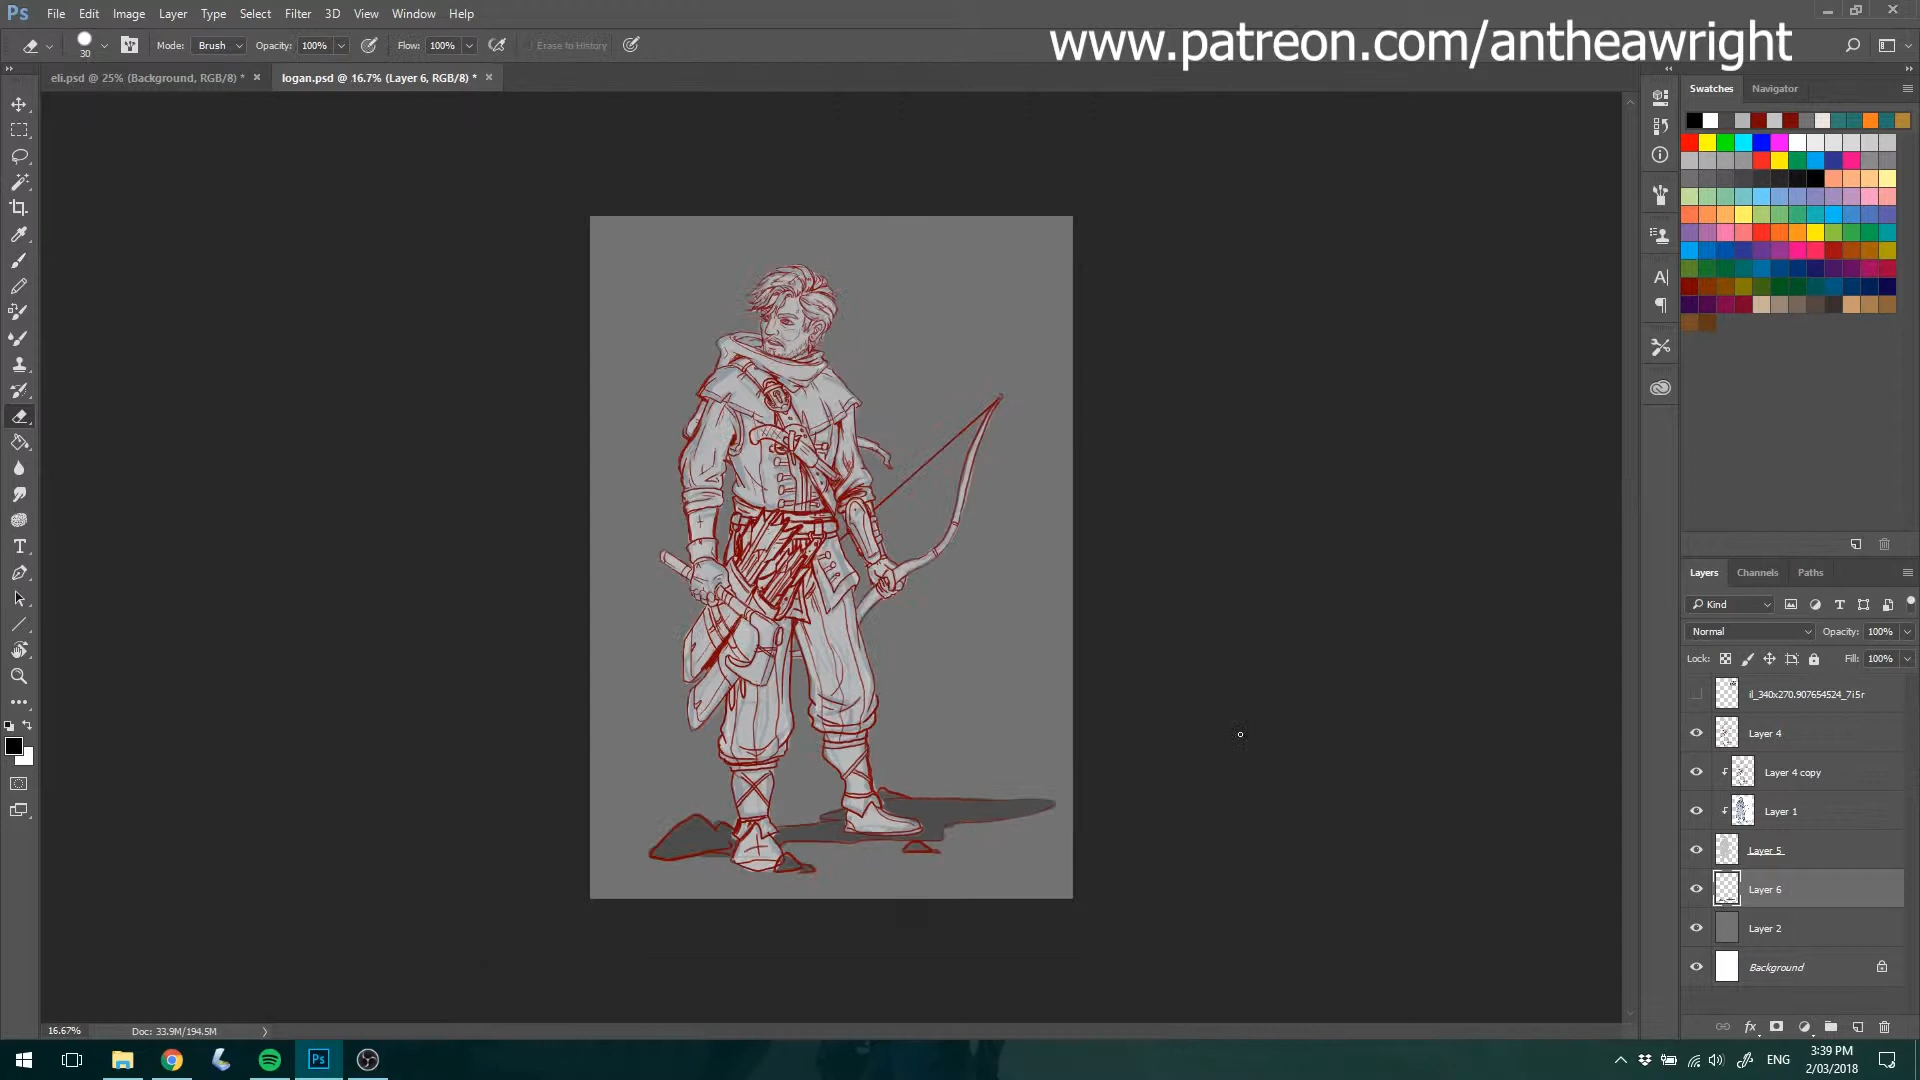 Ps File Edit Image Layer Type Select Filter 3D View Window Help
www.patreon.com/antheawright
30 Mode: Brush Opacity: 100% Flow: 100% Erase to History
eli.psd @ 25% (Background, RGB/8) * × logan.psd @ 16.7% (Layer 6, RGB/8) * ×
Swatches Navigator
Layers Channels Paths
Kind
Normal Opacity: 100%
Lock: Fill: 100%
il_340x270.907654524_7i5r
Layer 4
Layer 4 copy
Layer 1
Layer 5
Layer 6
Layer 2
Background
16.67% Doc: 33.9M/194.5M
Ps ENG 3:39 PM
2/03/2018